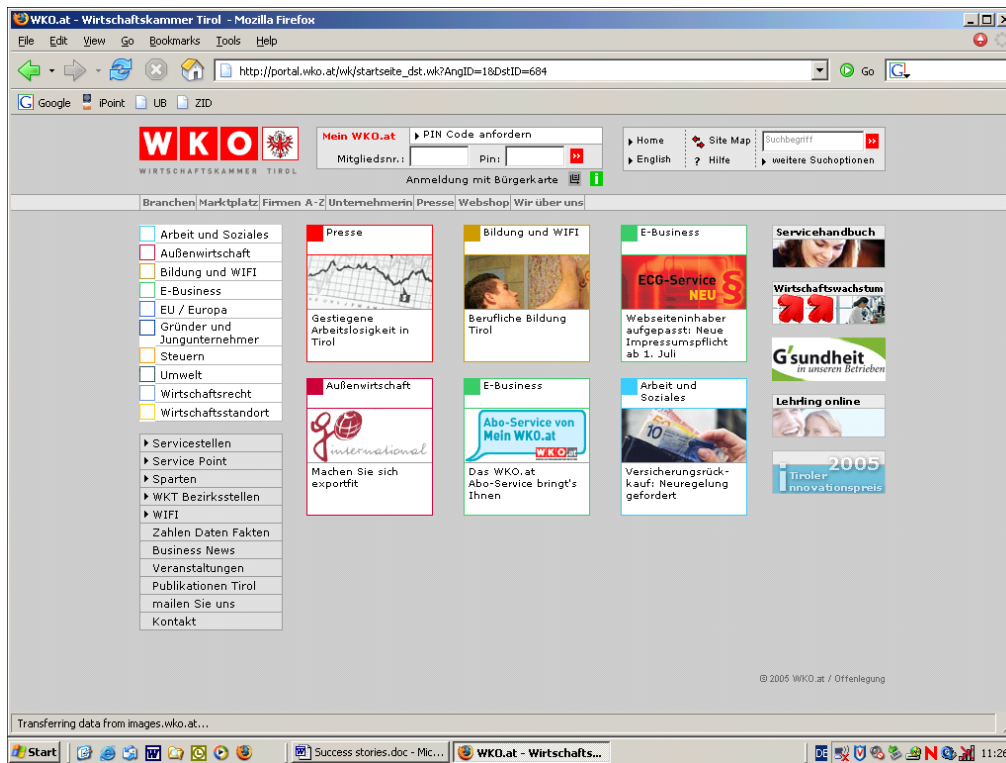 WKO.at - Wirtschaftskammer Tirol - Mozilla Firefox
File Edit View Go Bookmarks Tools Help
http://portal.wko.at/wk/startseite_dst.wk?AngID=1&DstID=684
Go
G
G Google iPoint UB ZID
WKO
WIRTSCHAFTSKAMMER TIROL
Mein WKO.at PIN Code anfordern
Mitgliedsnr.: Pin:
Anmeldung mit Bürgerkarte i
Home Site Map Suchbegriff
English ? Hilfe weitere Suchoptionen
Branchen Marktplatz Firmen A-Z Unternehmerin Presse Webshop Wir über uns
Arbeit und Soziales
Außenwirtschaft
Bildung und WIFI
E-Business
EU / Europa
Gründer und
Jungunternehmer
Steuern
Umwelt
Wirtschaftsrecht
Wirtschaftsstandort
Servicestellen
Service Point
Sparten
WKT Bezirksstellen
WIFI
Zahlen Daten Fakten
Business News
Veranstaltungen
Publikationen Tirol
mailen Sie uns
Kontakt
Presse
Gestiegene
Arbeitslosigkeit in
Tirol
Bildung und WIFI
Berufliche Bildung
Tirol
E-Business
ECG-Service §
NEU
Webseiteninhaber
aufgepasst: Neue
Impressumspflicht
ab 1. Juli
Außenwirtschaft
go
international
Machen Sie sich
exportfit
E-Business
Abo-Service von
Mein WKO.at
WKO.at
Das WKO.at
Abo-Service bringt's
Ihnen
Arbeit und
Soziales
10
Versicherungsrück-
kauf: Neuregelung
gefordert
Servicehandbuch
Wirtschaftswachstum
G'sundheit
in unseren Betrieben
Lehrling online
2005
Tiroler
innovationspreis
© 2005 WKO.at / Offenlegung
Transferring data from images.wko.at...
Start Success stories.doc - Mic... WKO.at - Wirtschafts... DE 11:26